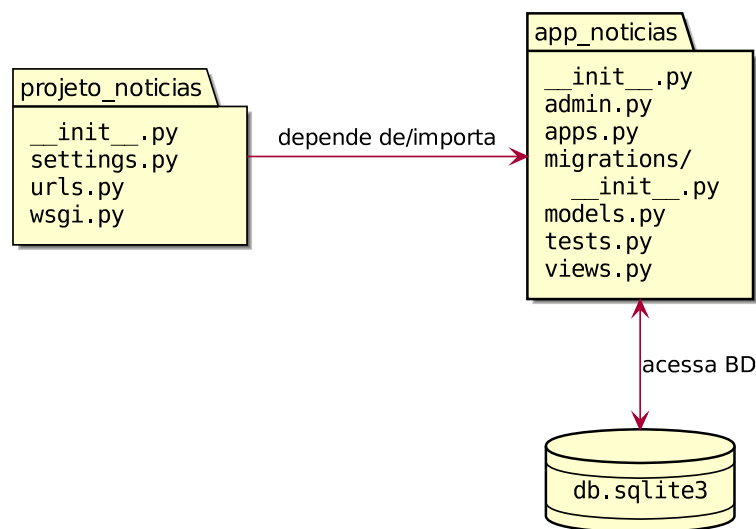 projeto_noticias
__init__.py
settings.py
urls.py
wsgi.py
depende de/importa
app_noticias
__init__.py
admin.py
apps.py
migrations/
__init__.py
models.py
tests.py
views.py
acessa BD
db.sqlite3